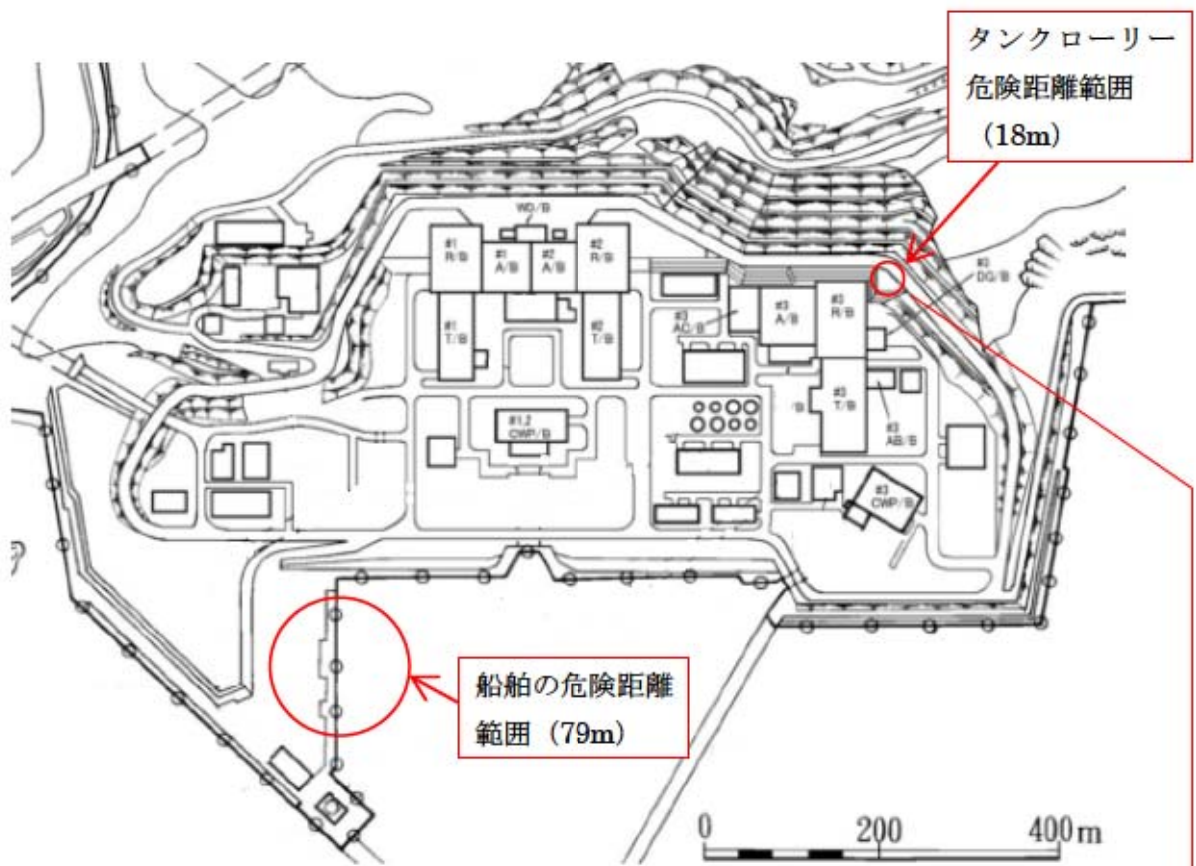 タンクローリー
危険距離範囲
（18m）
WD/B
#1
R/B
#1
A/B
#2
A/B
#2
R/B
#3
DG/B
#1
T/B
#2
T/B
#3
AC/B
#3
A/B
#3
R/B
#3
T/B
#3
AB/B
#1,2
CWP/B
#3
CWP/B
船舶の危険距離
範囲（79m）
0 200 400m